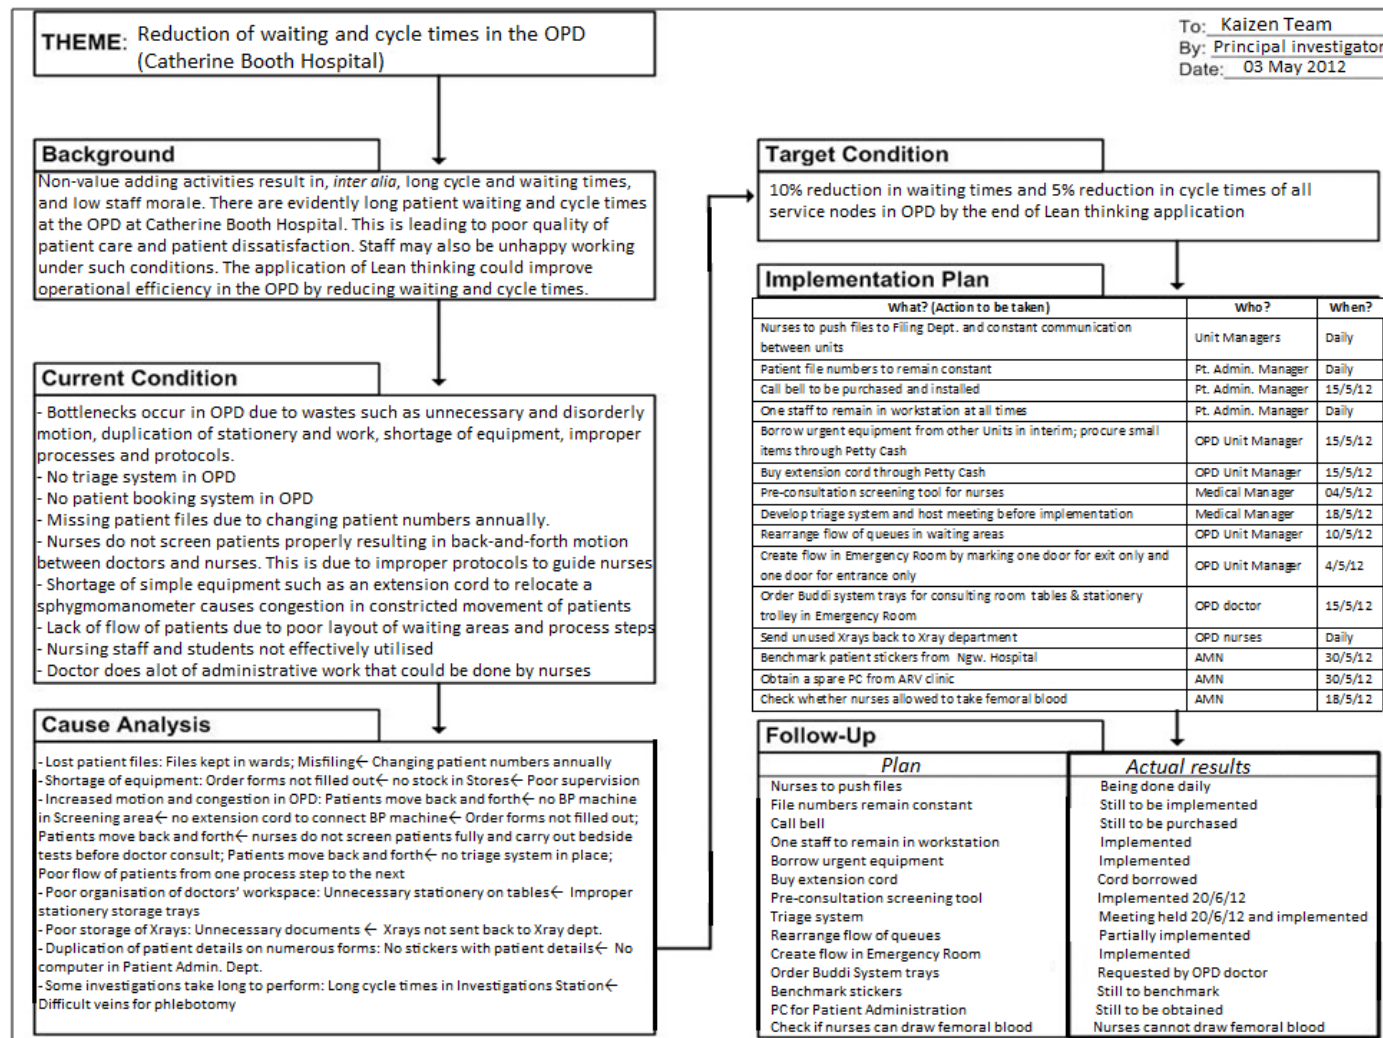 THEME: Reduction of waiting and cycle times in the OPD
(Catherine Booth Hospital)
To: Kaizen Team
By: Principal investigator
Date: 03 May 2012
Background
Non-value adding activities result in, inter alia, long cycle and waiting times,
and low staff morale. There are evidently long patient waiting and cycle times
at the OPD at Catherine Booth Hospital. This is leading to poor quality of
patient care and patient dissatisfaction. Staff may also be unhappy working
under such conditions. The application of Lean thinking could improve
operational efficiency in the OPD by reducing waiting and cycle times.
Current Condition
- Bottlenecks occur in OPD due to wastes such as unnecessary and disorderly
motion, duplication of stationery and work, shortage of equipment, improper
processes and protocols.
- No triage system in OPD
- No patient booking system in OPD
- Missing patient files due to changing patient numbers annually.
- Nurses do not screen patients properly resulting in back-and-forth motion
between doctors and nurses. This is due to improper protocols to guide nurses
- Shortage of simple equipment such as an extension cord to relocate a
sphygmomanometer causes congestion in constricted movement of patients
- Lack of flow of patients due to poor layout of waiting areas and process steps
- Nursing staff and students not effectively utilised
- Doctor does alot of administrative work that could be done by nurses
Cause Analysis
- Lost patient files: Files kept in wards; Misfiling← Changing patient numbers annually
- Shortage of equipment: Order forms not filled out← no stock in Stores← Poor supervision
- Increased motion and congestion in OPD: Patients move back and forth← no BP machine
in Screening area← no extension cord to connect BP machine← Order forms not filled out;
Patients move back and forth← nurses do not screen patients fully and carry out bedside
tests before doctor consult; Patients move back and forth← no triage system in place;
Poor flow of patients from one process step to the next
- Poor organisation of doctors' workspace: Unnecessary stationery on tables← Improper
stationery storage trays
- Poor storage of Xrays: Unnecessary documents ← Xrays not sent back to Xray dept.
- Duplication of patient details on numerous forms: No stickers with patient details← No
computer in Patient Admin. Dept.
- Some investigations take long to perform: Long cycle times in Investigations Station←
Difficult veins for phlebotomy
Target Condition
10% reduction in waiting times and 5% reduction in cycle times of all
service nodes in OPD by the end of Lean thinking application
Implementation Plan
What? (Action to be taken) Who? When?
Nurses to push files to Filing Dept. and constant communication
between units Unit Managers Daily
Patient file numbers to remain constant Pt. Admin. Manager Daily
Call bell to be purchased and installed Pt. Admin. Manager 15/5/12
One staff to remain in workstation at all times Pt. Admin. Manager Daily
Borrow urgent equipment from other Units in interim; procure small
items through Petty Cash OPD Unit Manager 15/5/12
Buy extension cord through Petty Cash OPD Unit Manager 15/5/12
Pre-consultation screening tool for nurses Medical Manager 04/5/12
Develop triage system and host meeting before implementation Medical Manager 18/5/12
Rearrange flow of queues in waiting areas OPD Unit Manager 10/5/12
Create flow in Emergency Room by marking one door for exit only and
one door for entrance only OPD Unit Manager 4/5/12
Order Buddi system trays for consulting room tables & stationery
trolley in Emergency Room OPD doctor 15/5/12
Send unused Xrays back to Xray department OPD nurses Daily
Benchmark patient stickers from Ngw. Hospital AMN 30/5/12
Obtain a spare PC from ARV clinic AMN 30/5/12
Check whether nurses allowed to take femoral blood AMN 18/5/12
Follow-Up
Plan Actual results
Nurses to push files Being done daily
File numbers remain constant Still to be implemented
Call bell Still to be purchased
One staff to remain in workstation Implemented
Borrow urgent equipment Implemented
Buy extension cord Cord borrowed
Pre-consultation screening tool Implemented 20/6/12
Triage system Meeting held 20/6/12 and implemented
Rearrange flow of queues Partially implemented
Create flow in Emergency Room Implemented
Order Buddi System trays Requested by OPD doctor
Benchmark stickers Still to benchmark
PC for Patient Administration Still to be obtained
Check if nurses can draw femoral blood Nurses cannot draw femoral blood